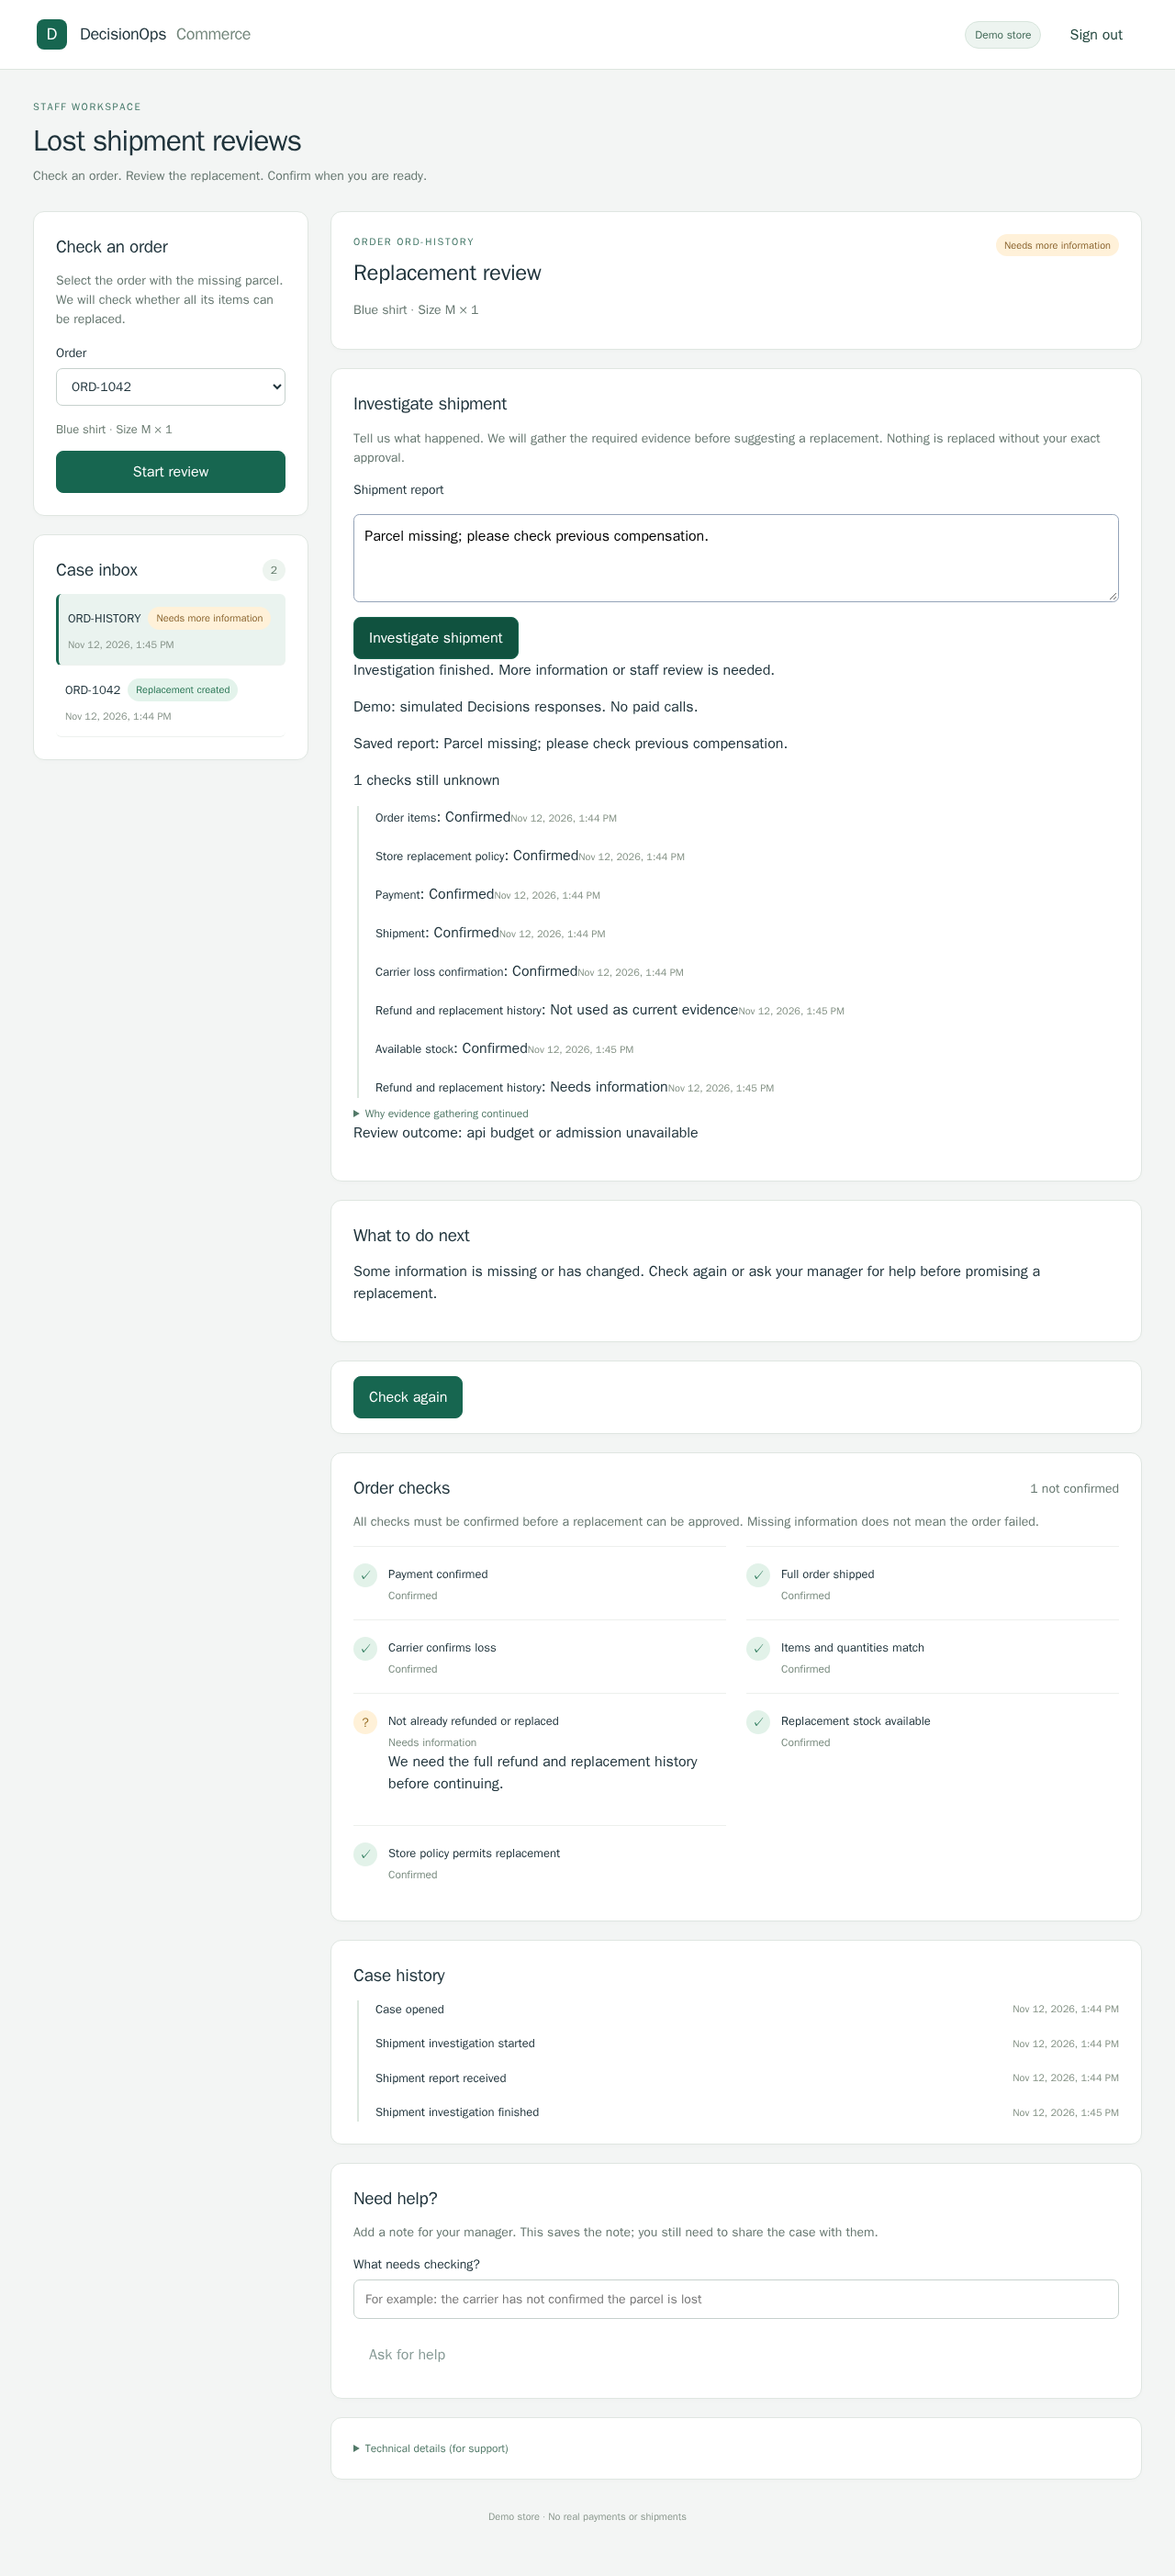 D DecisionOps Commerce
Demo store
Sign out
STAFF WORKSPACE
Lost shipment reviews
Check an order. Review the replacement. Confirm when you are ready.
Check an order
Select the order with the missing parcel.
We will check whether all its items can
be replaced.
Order
ORD-1042
Blue shirt · Size M × 1
Start review
Case inbox
2
ORD-HISTORY Needs more information
Nov 12, 2026, 1:45 PM
ORD-1042 Replacement created
Nov 12, 2026, 1:44 PM
ORDER ORD-HISTORY
Needs more information
Replacement review
Blue shirt · Size M × 1
Investigate shipment
Tell us what happened. We will gather the required evidence before suggesting a replacement. Nothing is replaced without your exact
approval.
Shipment report
Parcel missing; please check previous compensation.
Investigate shipment
Investigation finished. More information or staff review is needed.
Demo: simulated Decisions responses. No paid calls.
Saved report: Parcel missing; please check previous compensation.
1 checks still unknown
Order items: Confirmed Nov 12, 2026, 1:44 PM
Store replacement policy: Confirmed Nov 12, 2026, 1:44 PM
Payment: Confirmed Nov 12, 2026, 1:44 PM
Shipment: Confirmed Nov 12, 2026, 1:44 PM
Carrier loss confirmation: Confirmed Nov 12, 2026, 1:44 PM
Refund and replacement history: Not used as current evidence Nov 12, 2026, 1:45 PM
Available stock: Confirmed Nov 12, 2026, 1:45 PM
Refund and replacement history: Needs information Nov 12, 2026, 1:45 PM
Why evidence gathering continued
Review outcome: api budget or admission unavailable
What to do next
Some information is missing or has changed. Check again or ask your manager for help before promising a
replacement.
Check again
Order checks
1 not confirmed
All checks must be confirmed before a replacement can be approved. Missing information does not mean the order failed.
✓ Payment confirmed
Confirmed
✓ Full order shipped
Confirmed
✓ Carrier confirms loss
Confirmed
✓ Items and quantities match
Confirmed
? Not already refunded or replaced
Needs information
We need the full refund and replacement history
before continuing.
✓ Replacement stock available
Confirmed
✓ Store policy permits replacement
Confirmed
Case history
Case opened Nov 12, 2026, 1:44 PM
Shipment investigation started Nov 12, 2026, 1:44 PM
Shipment report received Nov 12, 2026, 1:44 PM
Shipment investigation finished Nov 12, 2026, 1:45 PM
Need help?
Add a note for your manager. This saves the note; you still need to share the case with them.
What needs checking?
For example: the carrier has not confirmed the parcel is lost
Ask for help
Technical details (for support)
Demo store · No real payments or shipments